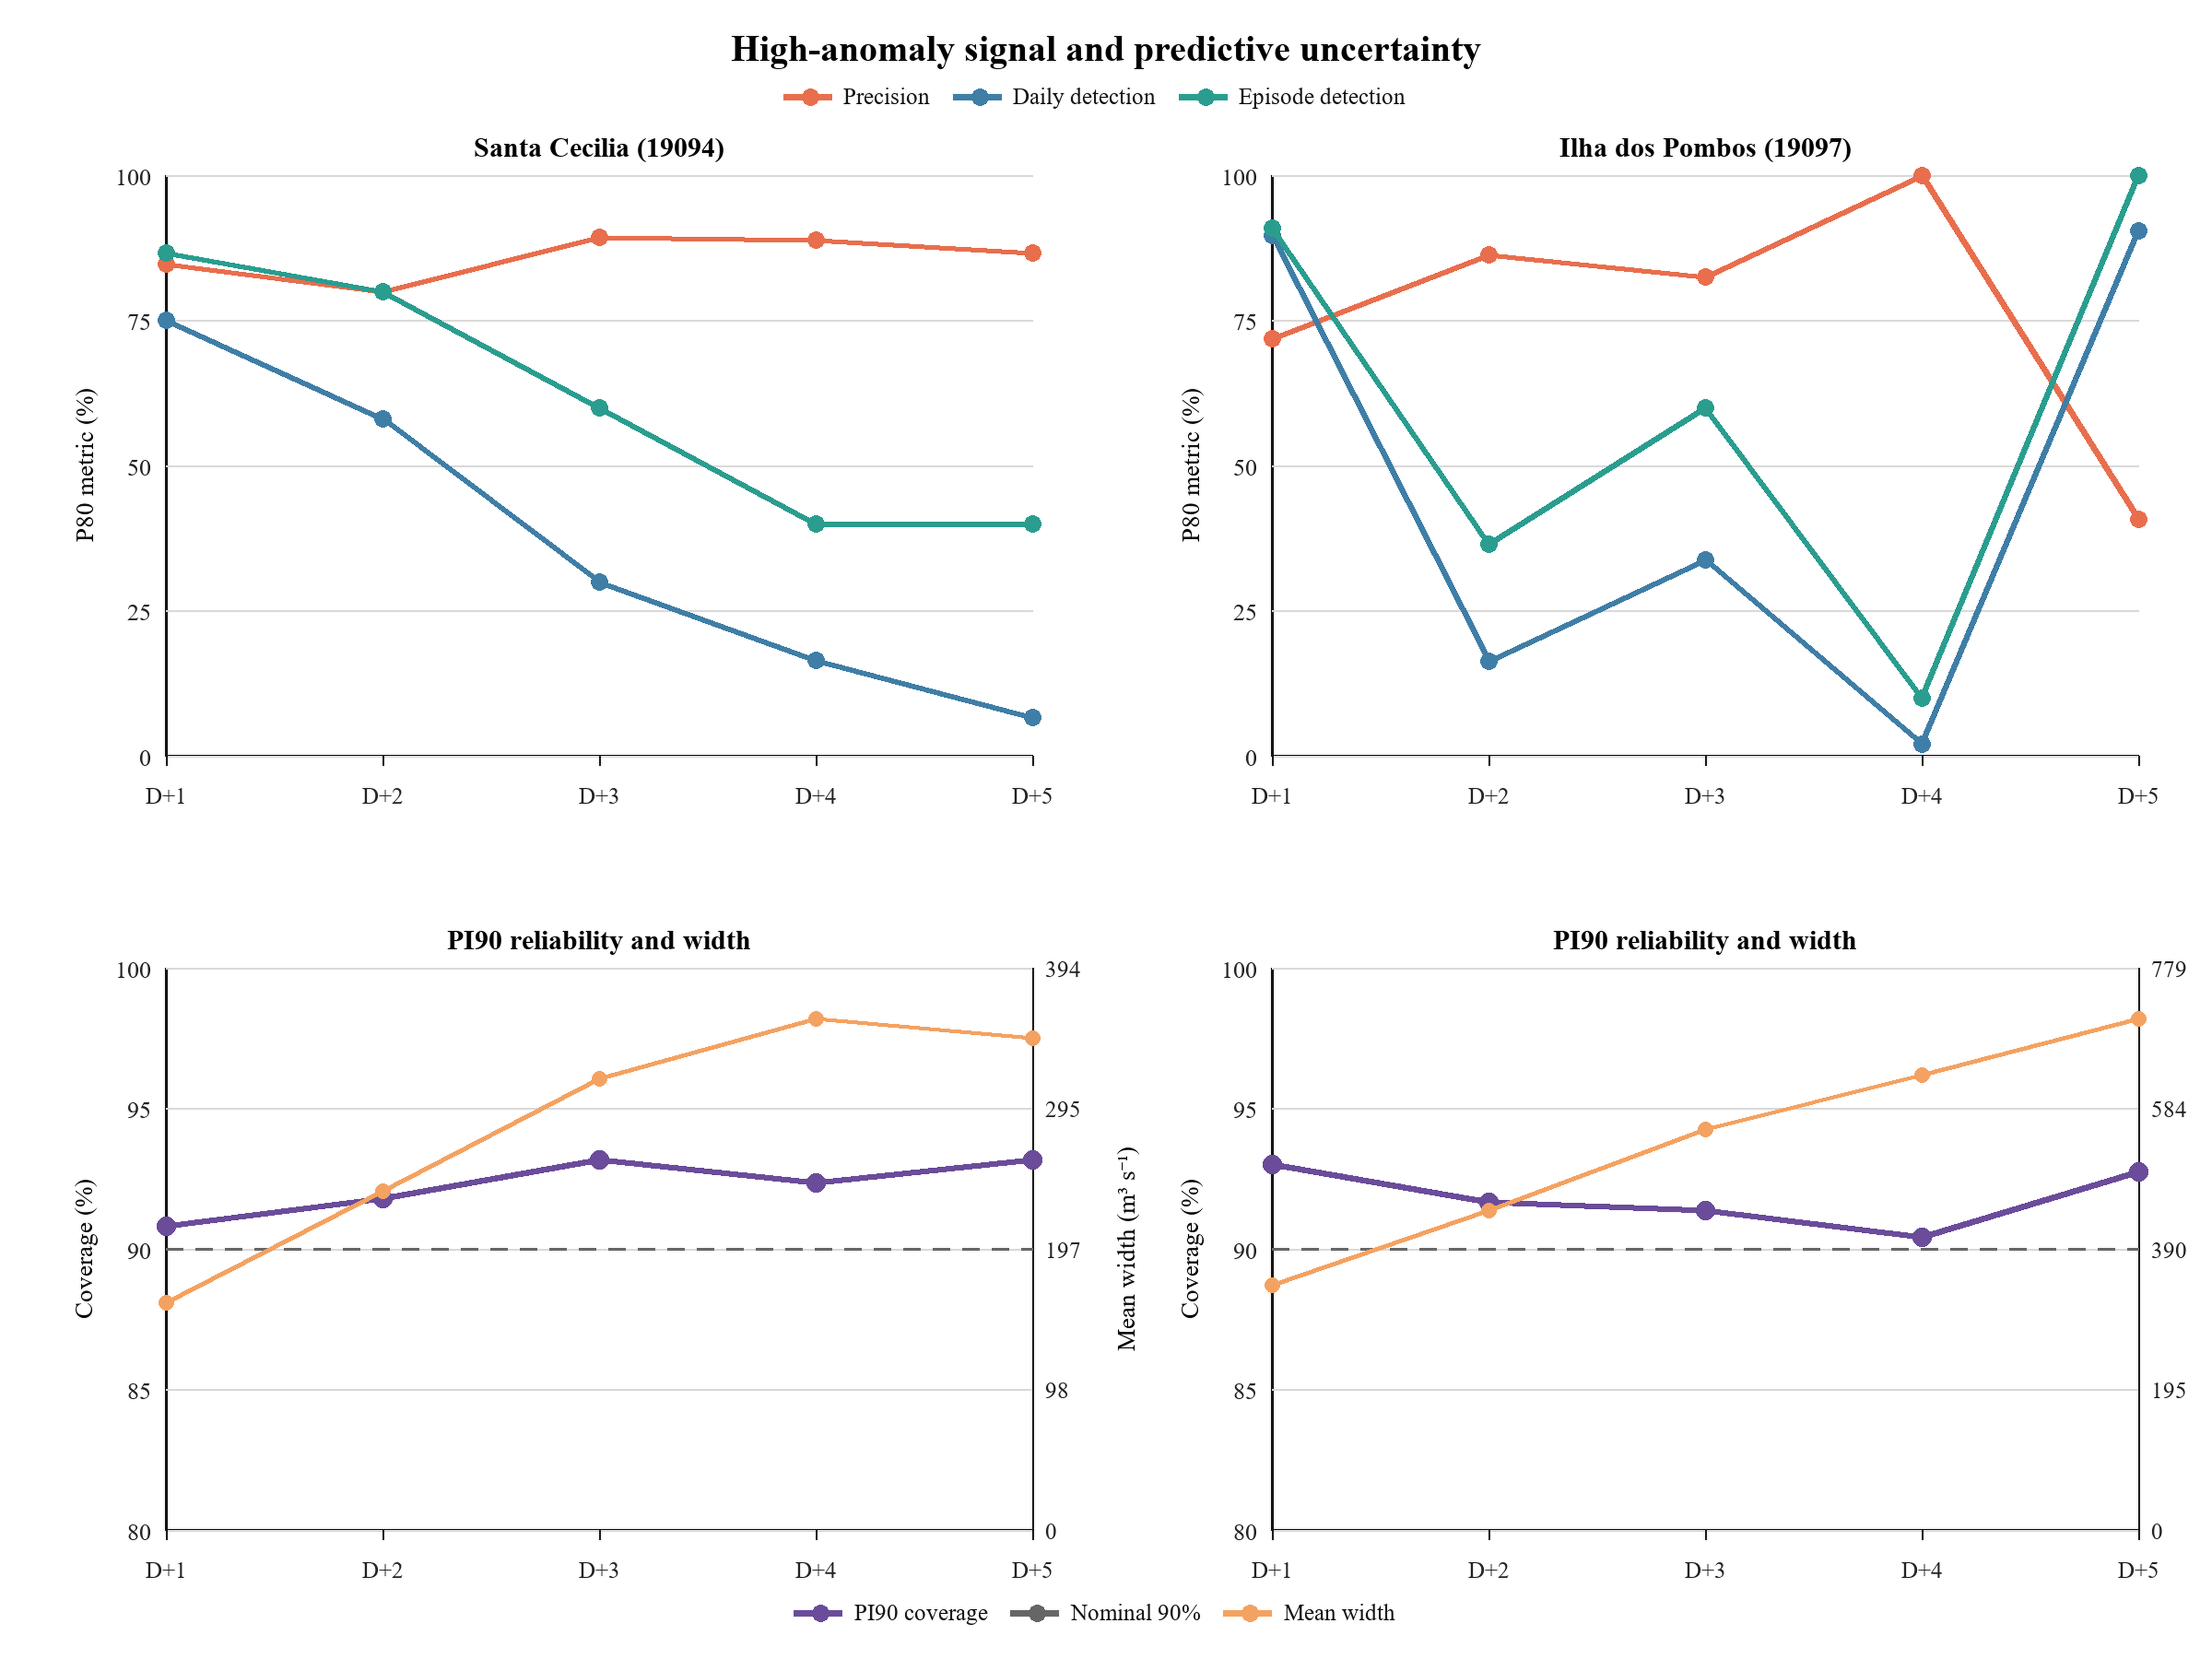 High-anomaly signal and predictive uncertainty
Precision Daily detection Episode detection
Santa Cecilia (19094)
100
75
50
25
0
P80 metric (%)
D+1 D+2 D+3 D+4 D+5
Ilha dos Pombos (19097)
100
75
50
25
0
P80 metric (%)
D+1 D+2 D+3 D+4 D+5
PI90 reliability and width
100
95
90
85
80
Coverage (%)
394
295
197
98
0
Mean width (m³ s⁻¹)
D+1 D+2 D+3 D+4 D+5
PI90 reliability and width
100
95
90
85
80
Coverage (%)
779
584
390
195
0
D+1 D+2 D+3 D+4 D+5
PI90 coverage Nominal 90% Mean width